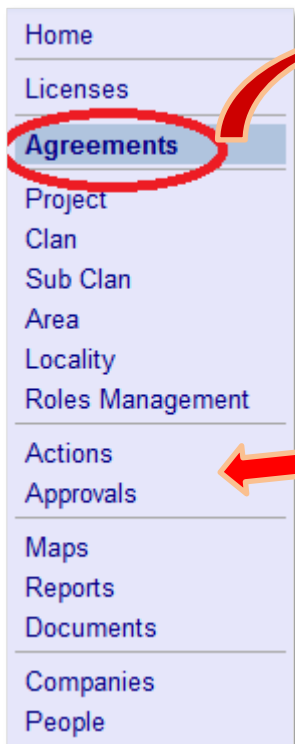 Home
Licenses
Agreements
Project
Clan
Sub Clan
Area
Locality
Roles Management
Actions
Approvals
Maps
Reports
Documents
Companies
People